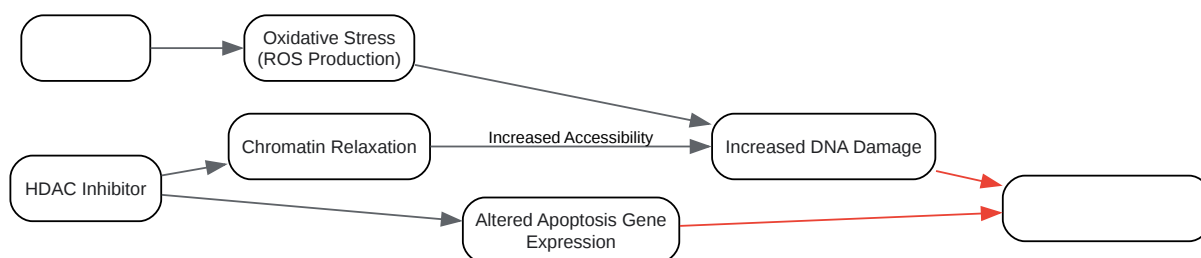 Oxidative Stress
(ROS Production)
Chromatin Relaxation
Increased Accessibility
Increased DNA Damage
HDAC Inhibitor
Altered Apoptosis Gene
Expression